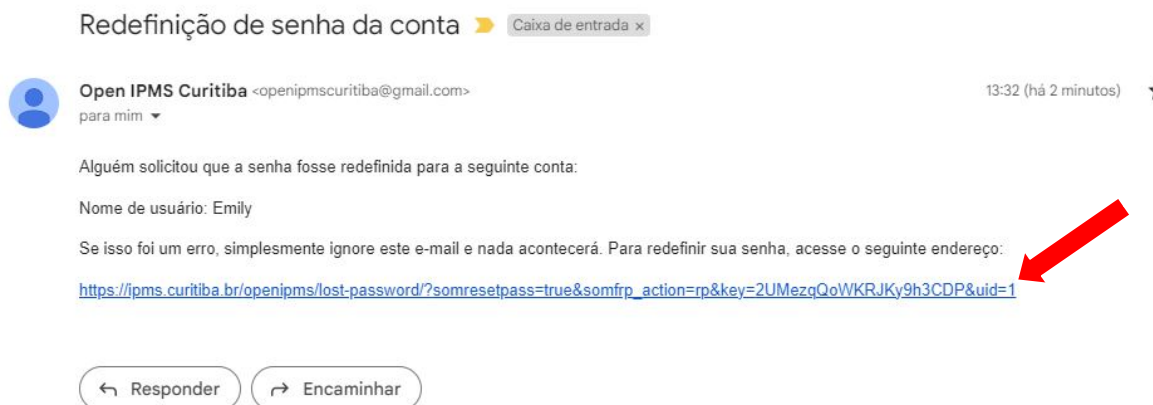 Redefinição de senha da conta Caixa de entrada ×
Open IPMS Curitiba <openipmscuritiba@gmail.com> 13:32 (há 2 minutos)
para mim
Alguém solicitou que a senha fosse redefinida para a seguinte conta:
Nome de usuário: Emily
Se isso foi um erro, simplesmente ignore este e-mail e nada acontecerá. Para redefinir sua senha, acesse o seguinte endereço:
https://ipms.curitiba.br/openipms/lost-password/?somresetpass=true&somfrp_action=rp&key=2UMezqQoWKRJKy9h3CDP&uid=1
Responder Encaminhar